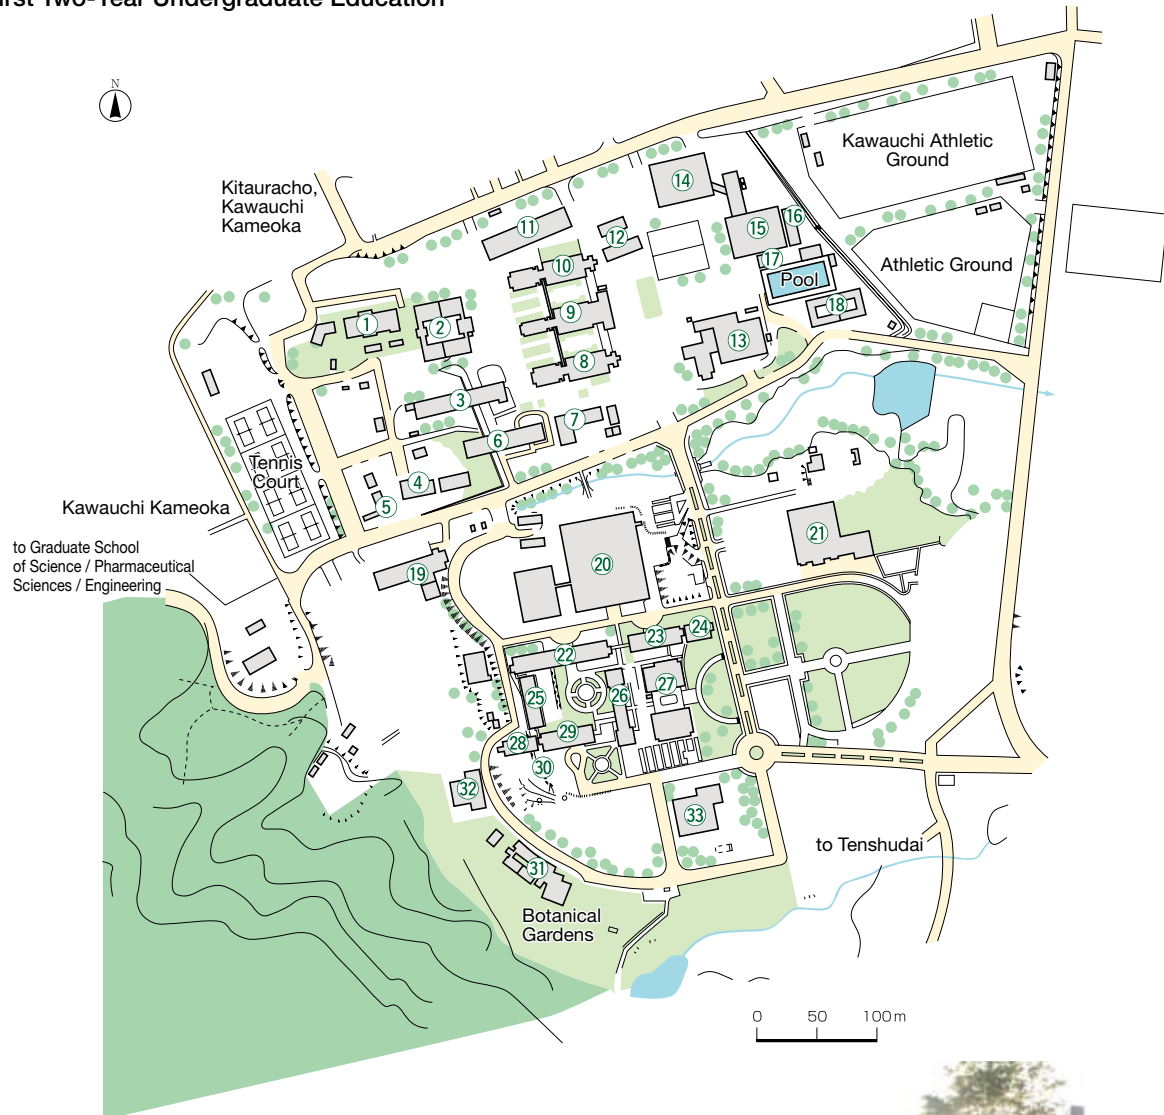 irst Two-Year Undergraduate Education
N
Kawauchi Athletic
Ground
Kitauracho,
Kawauchi
Kameoka
14
16
11
15
12
17
10
Athletic Ground
Pool
18
9
1
2
13
8
3
7
6
Tennis
Court
4
5
Kawauchi Kameoka
21
to Graduate School
of Science / Pharmaceutical
Sciences / Engineering
20
19
24
23
22
27
25
26
29
28
30
32
33
to Tenshudai
31
Botanical
Gardens
0 50 100m